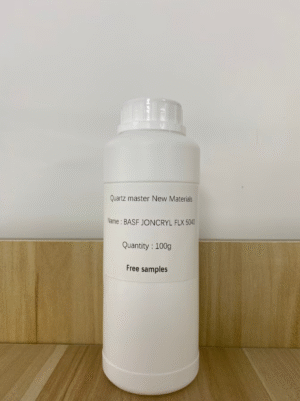 Quartz master New Materials
Name : BASF JONCRYL FLX 5040
Quantity : 100g
Free samples